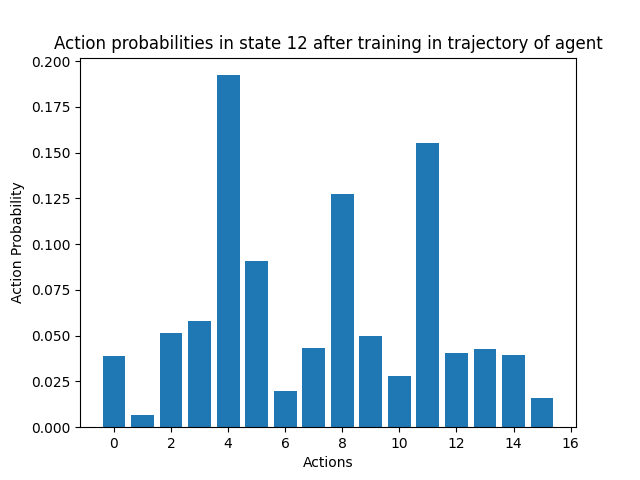 Action probabilities in state 12 after training in trajectory of agent
0.200
0.175
0.150
0.125
0.100
0.075
0.050
0.025
0.000
Action Probability
0 2 4 6 8 10 12 14 16
Actions